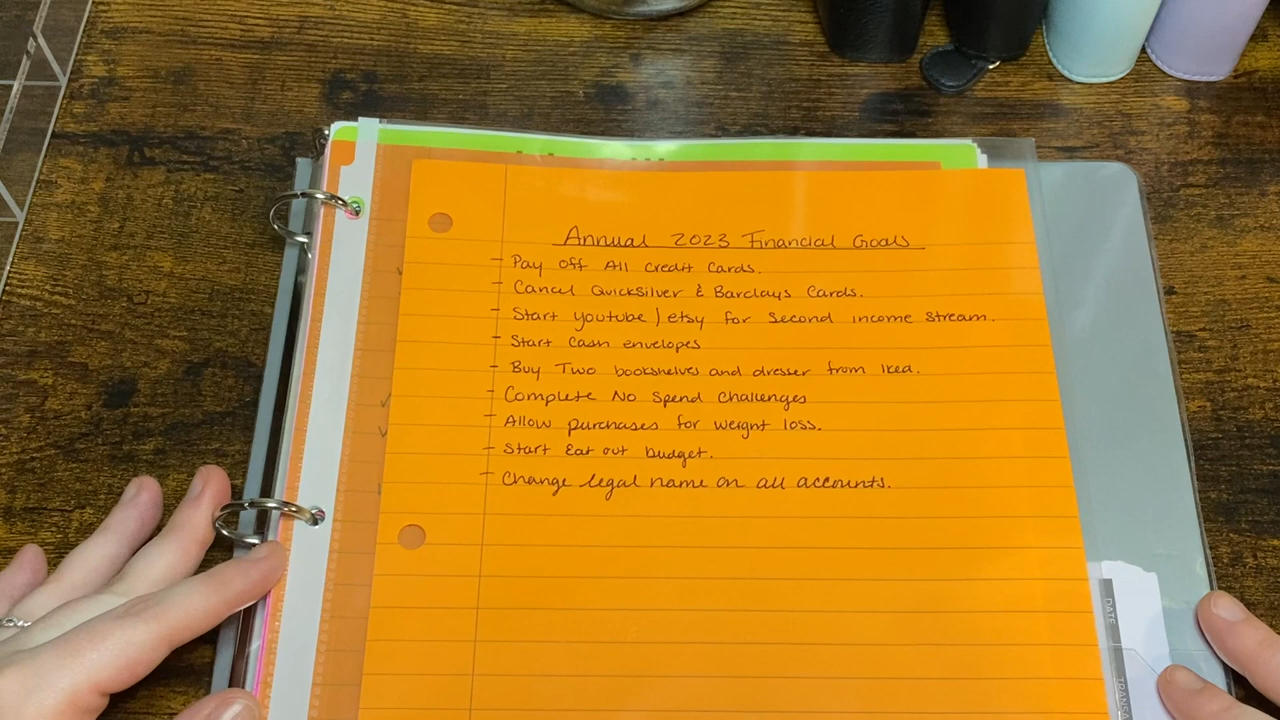 Annual 2023 Financial Goals
- Pay off All Credit Cards.
- Cancel Quicksilver & Barclays Cards.
- Start youtube / etsy for second income stream.
- Start Cash envelopes
- Buy Two bookshelves and dresser from Ikea.
- Complete No Spend Challenges
- Allow purchases for weight loss.
- Start Eat out budget.
- Change legal name on all accounts.
DATE